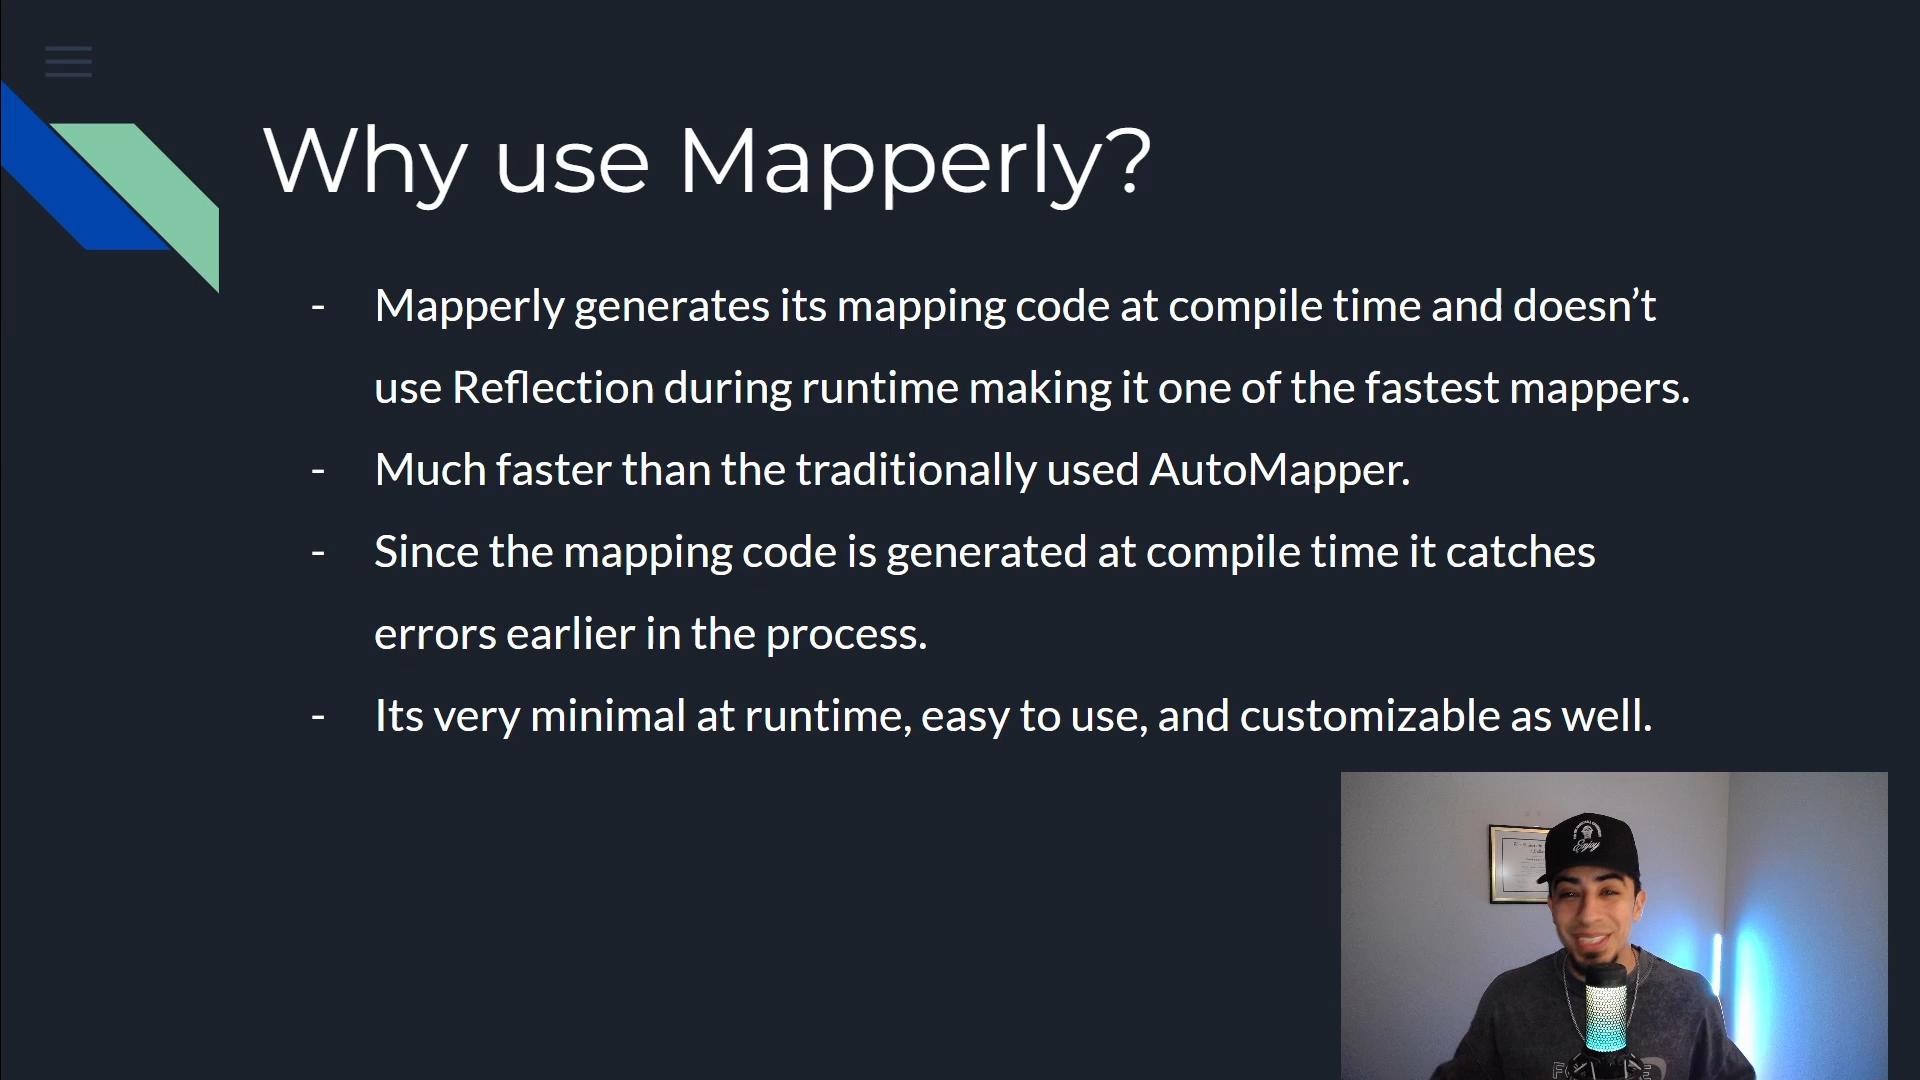 Why use Mapperly?
- Mapperly generates its mapping code at compile time and doesn’t
use Reflection during runtime making it one of the fastest mappers.
- Much faster than the traditionally used AutoMapper.
- Since the mapping code is generated at compile time it catches
errors earlier in the process.
- Its very minimal at runtime, easy to use, and customizable as well.
Enjoy